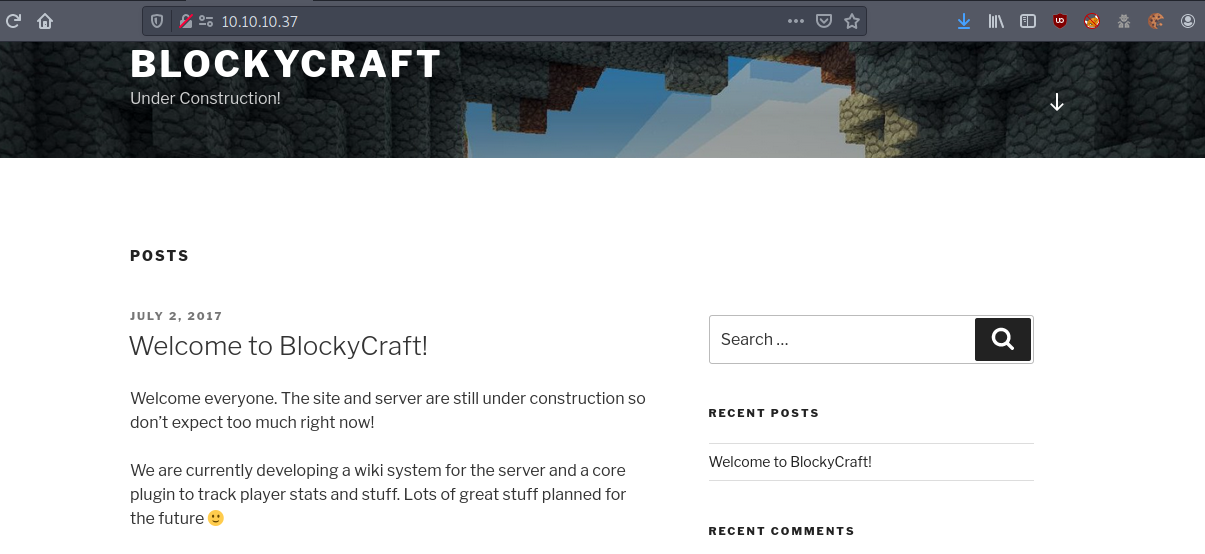 10.10.10.37
BLOCKYCRAFT
Under Construction!
POSTS
JULY 2, 2017
Welcome to BlockyCraft!
Welcome everyone. The site and server are still under construction so
don’t expect too much right now!
We are currently developing a wiki system for the server and a core
plugin to track player stats and stuff. Lots of great stuff planned for
the future 🙂
Search …
RECENT POSTS
Welcome to BlockyCraft!
RECENT COMMENTS